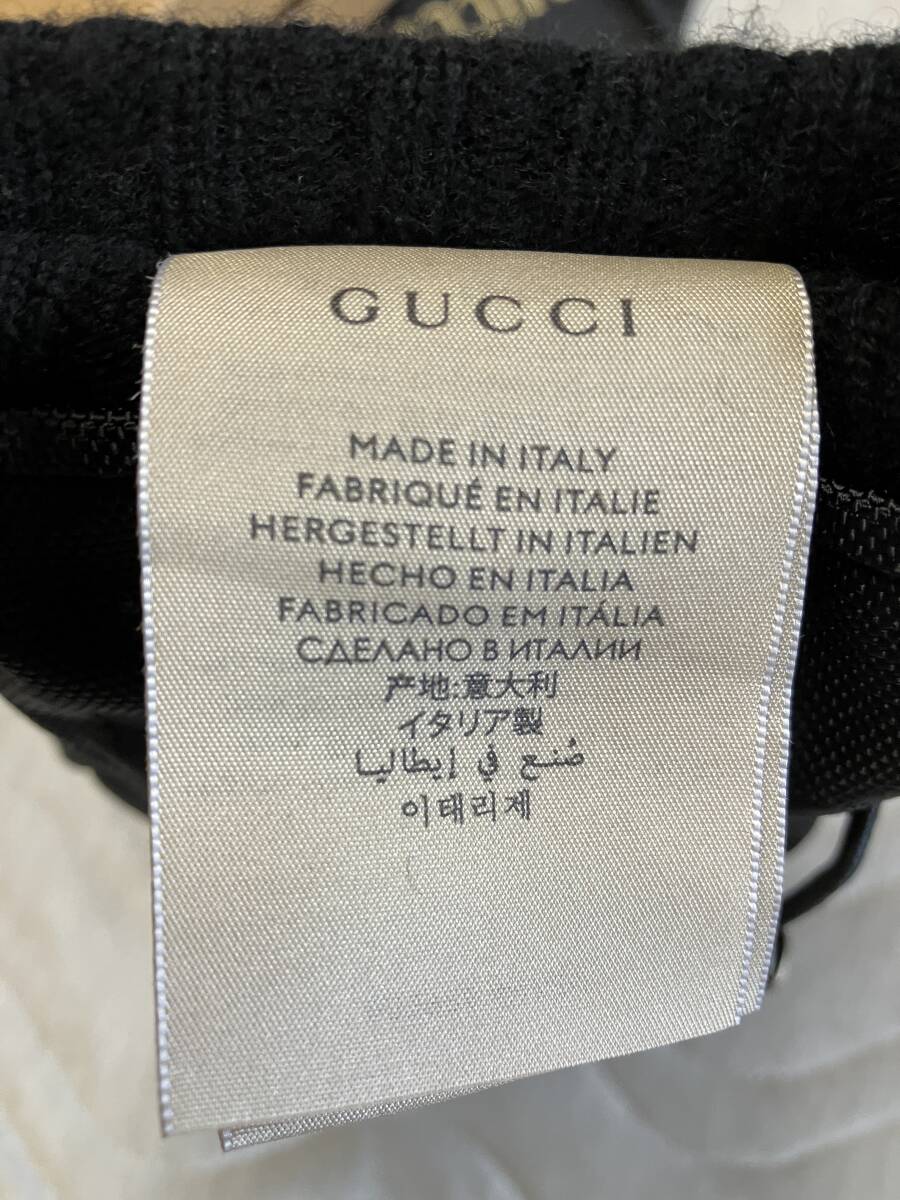 GUCCI
MADE IN ITALY
FABRIQUÉ EN ITALIE
HERGESTELLT IN ITALIEN
HECHO EN ITALIA
FABRICADO EM ITÁLIA
СДЕЛАНО В ИТАЛИИ
产地:意大利
イタリア製
صُنع في إيطاليا
이태리제